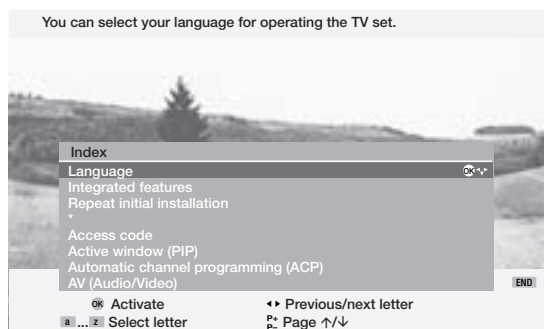 You can select your language for operating the TV set.
Index
Language OK
Integrated features
Repeat initial installation
*
Access code
Active window (PIP)
Automatic channel programming (ACP)
AV (Audio/Video)
END
OK Activate
Previous/next letter
a ... z Select letter
P+ P– Page ↑/↓